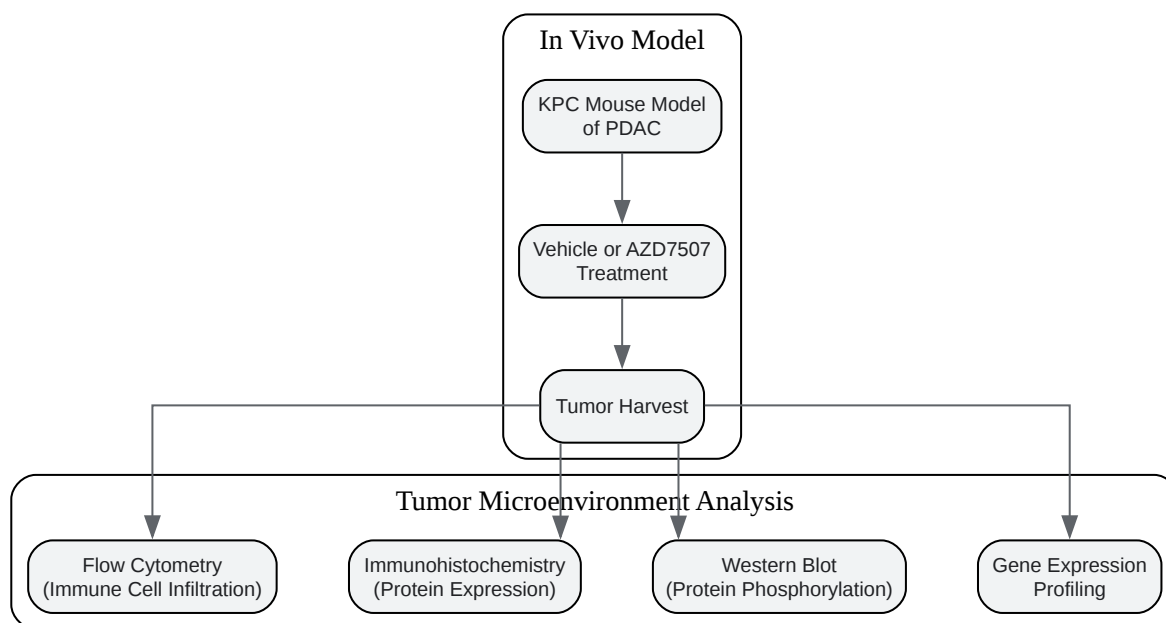 In Vivo Model
KPC Mouse Model
of PDAC
Vehicle or AZD7507
Treatment
Tumor Harvest
Tumor Microenvironment Analysis
Flow Cytometry
(Immune Cell Infiltration)
Immunohistochemistry
(Protein Expression)
Western Blot
(Protein Phosphorylation)
Gene Expression
Profiling